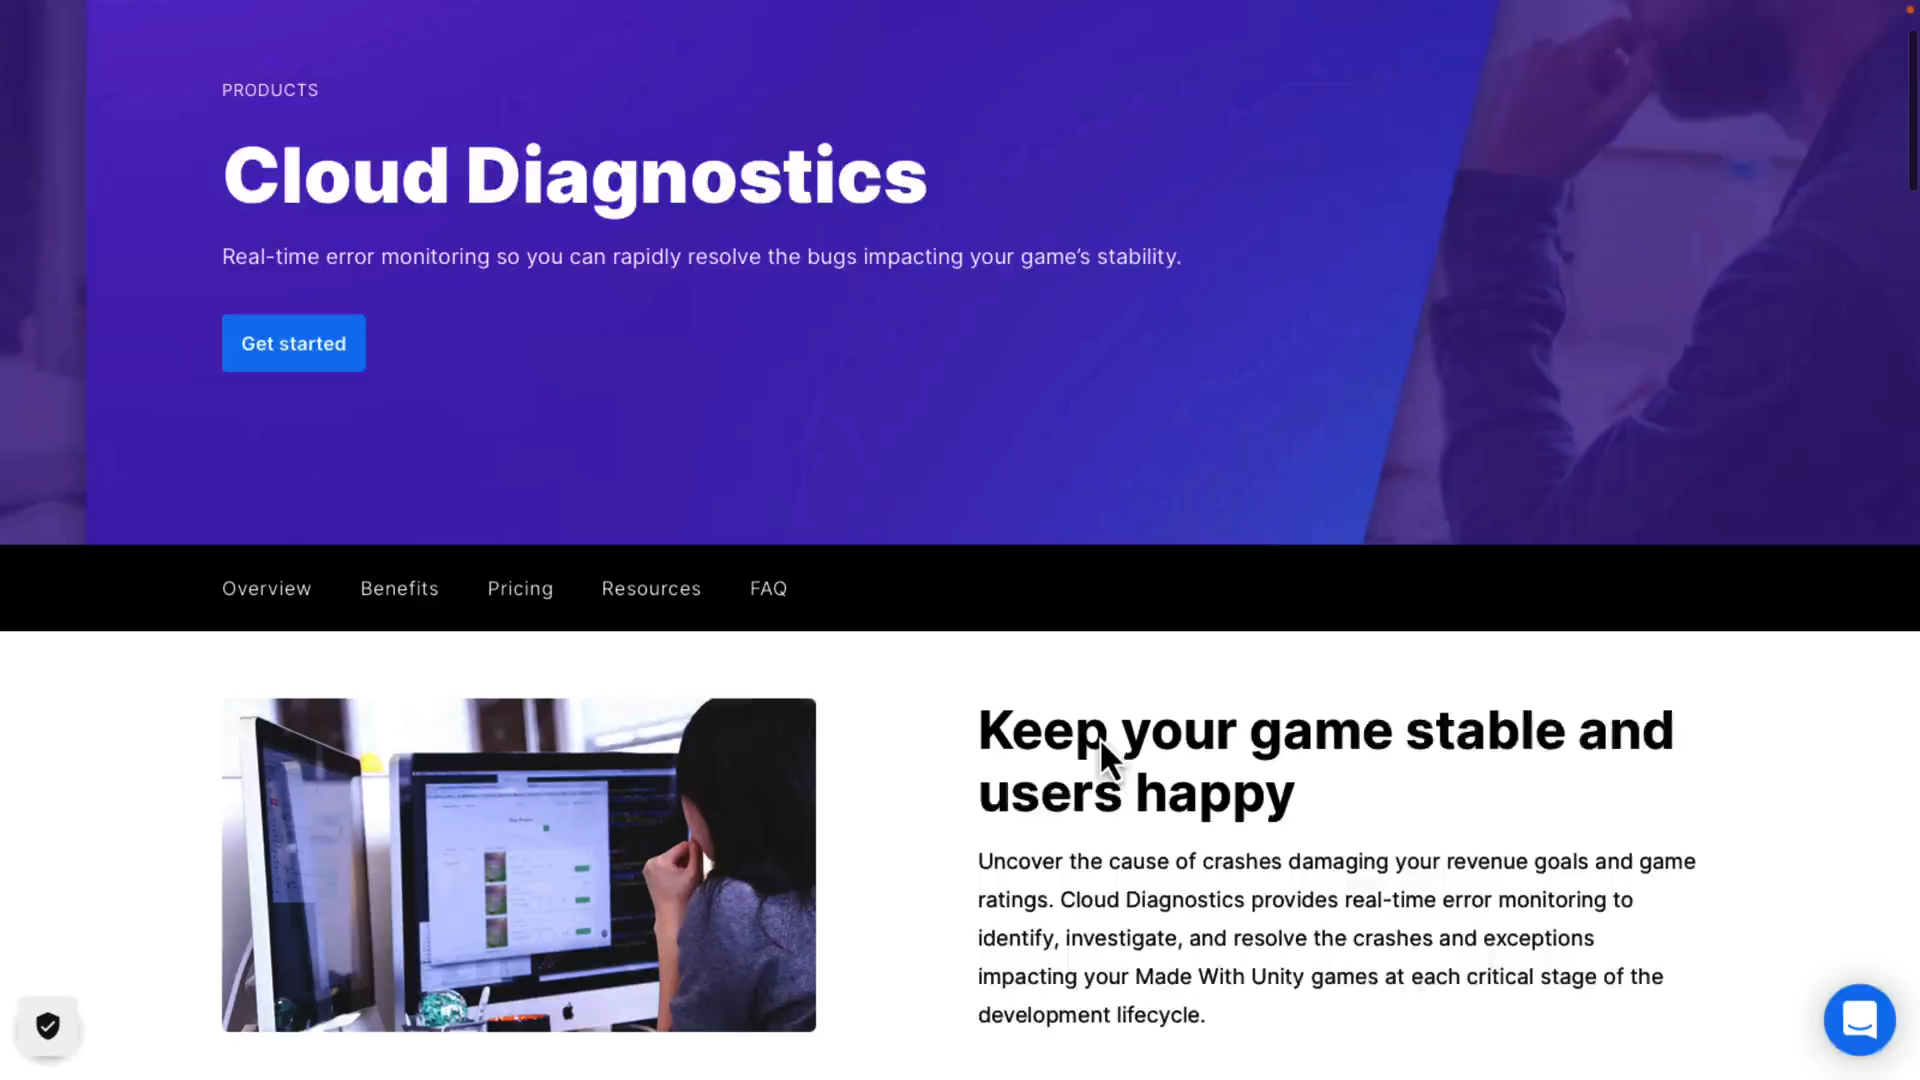 PRODUCTS
Cloud Diagnostics
Real-time error monitoring so you can rapidly resolve the bugs impacting your game’s stability.
Get started
Overview Benefits Pricing Resources FAQ
Keep your game stable and
users happy
Uncover the cause of crashes damaging your revenue goals and game
ratings. Cloud Diagnostics provides real-time error monitoring to
identify, investigate, and resolve the crashes and exceptions
impacting your Made With Unity games at each critical stage of the
development lifecycle.